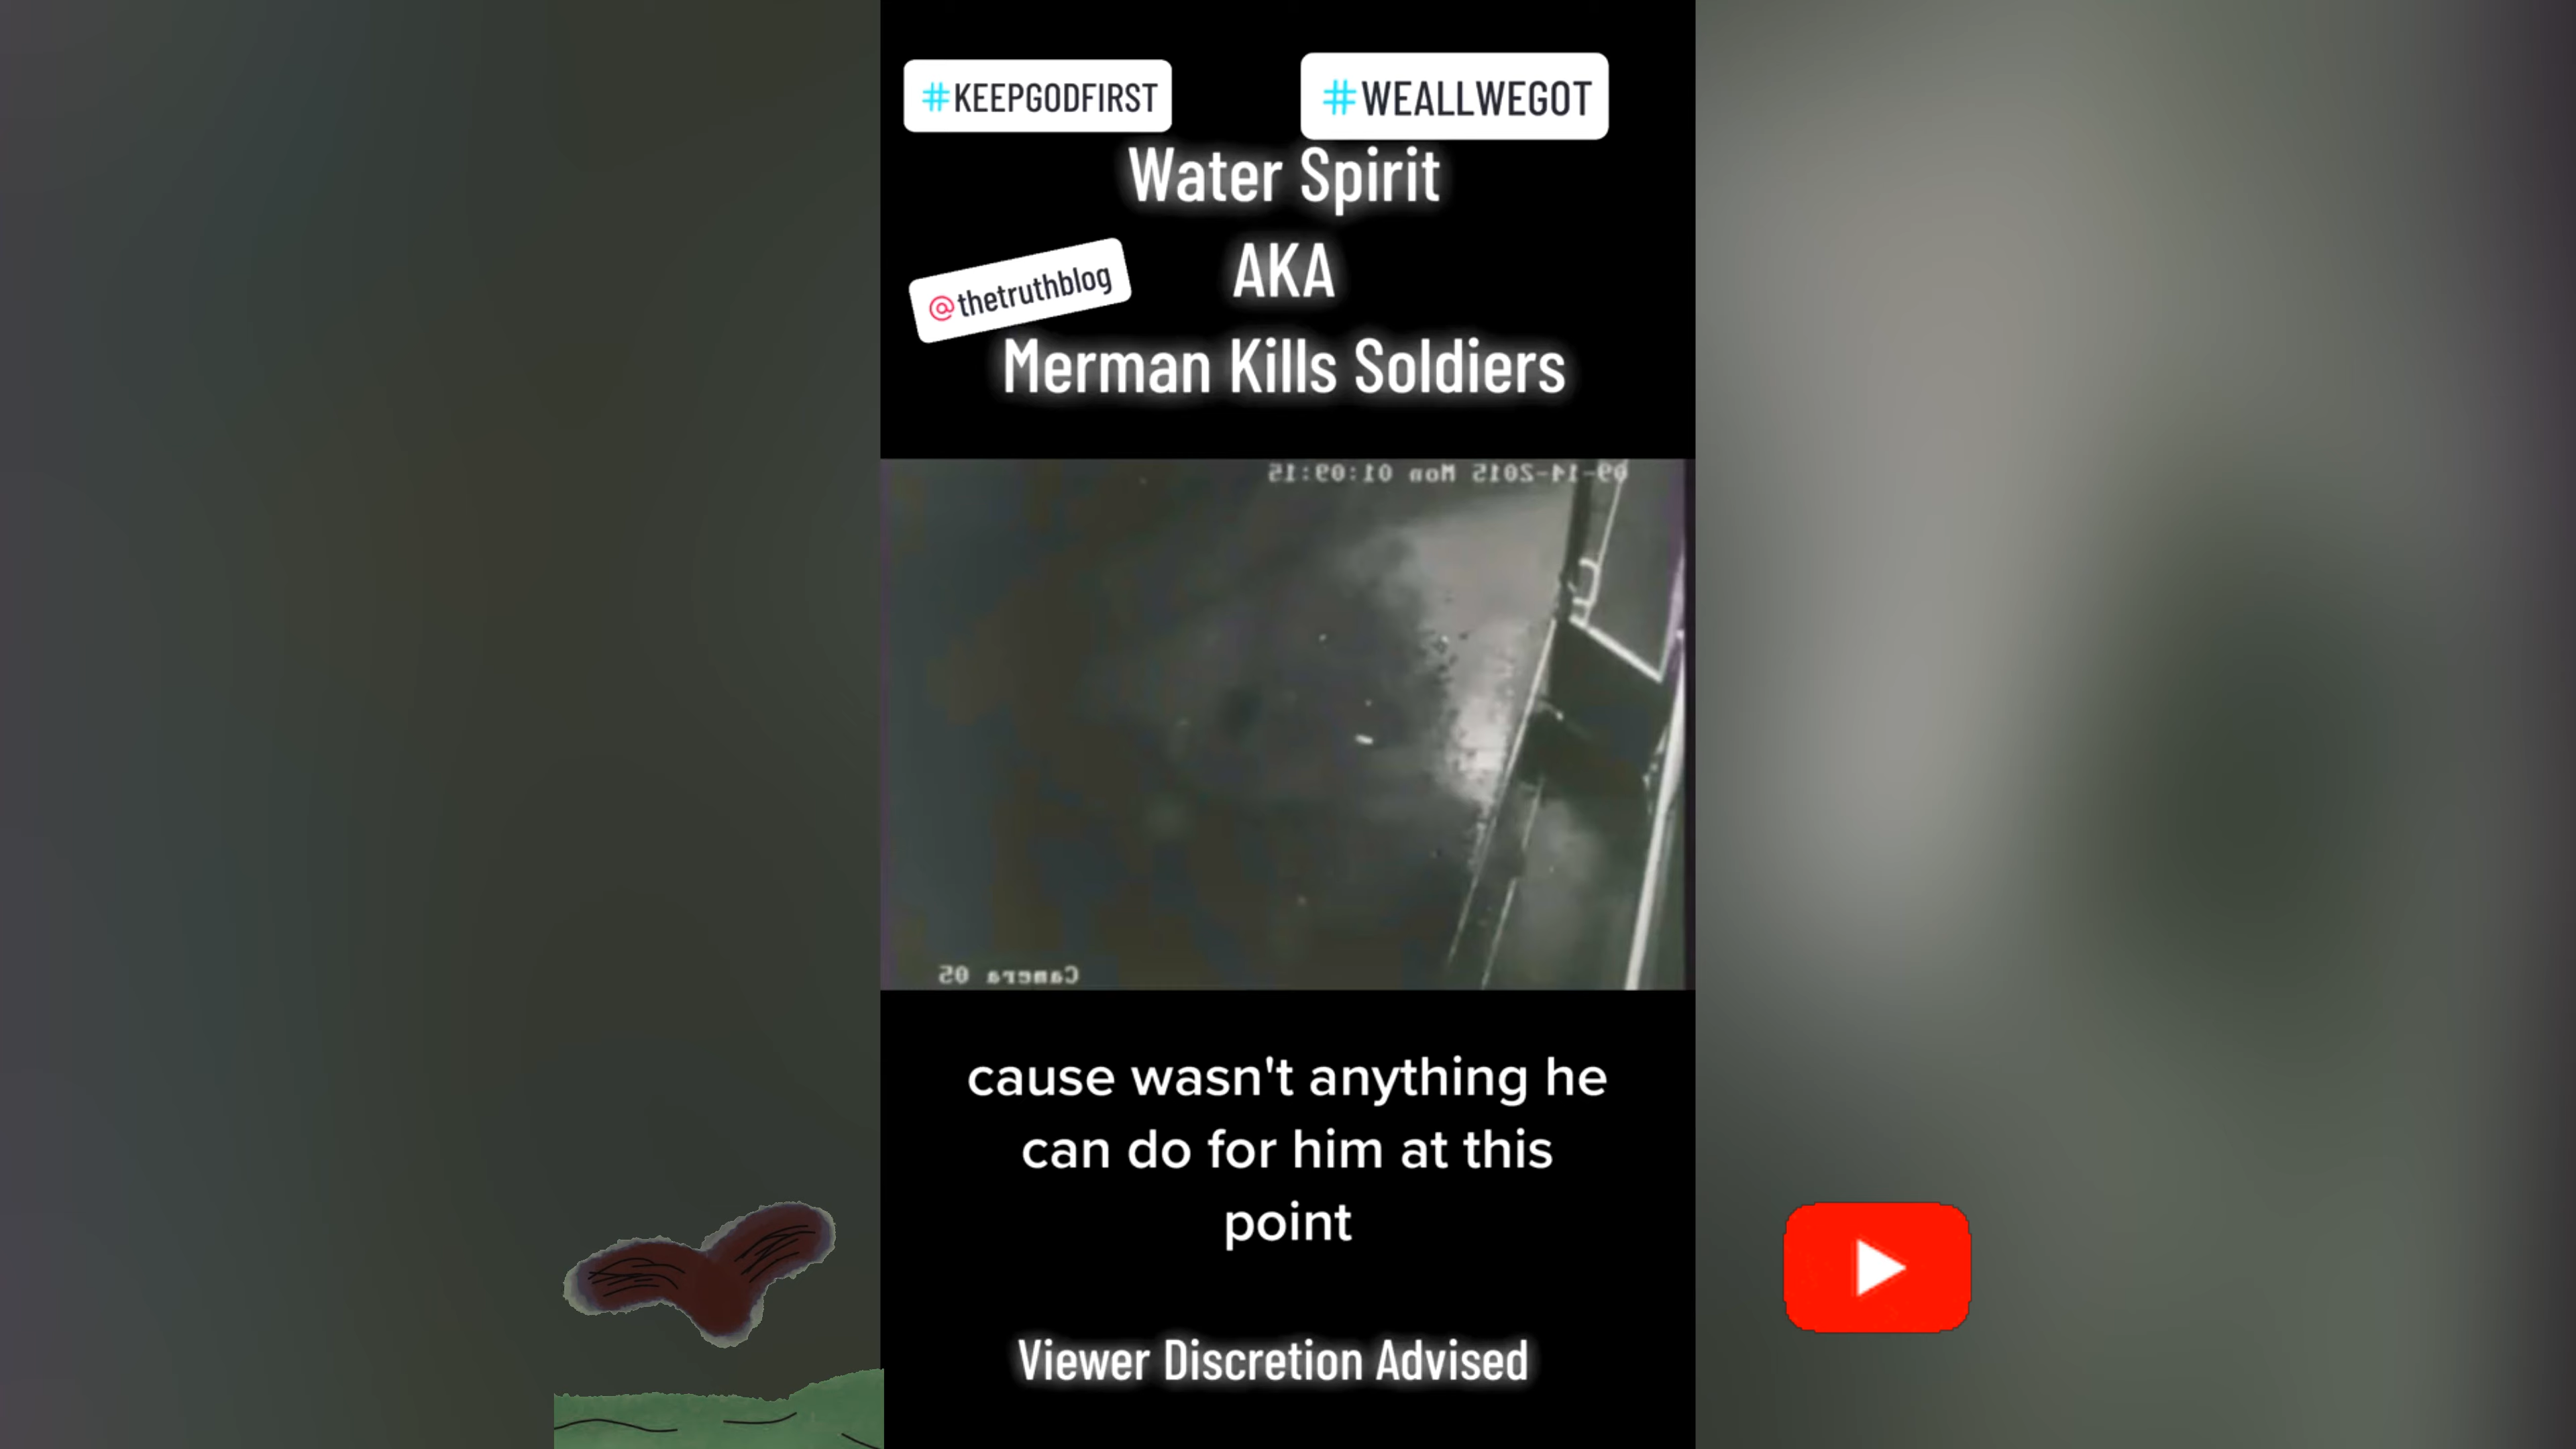 #KEEPGODFIRST
#WEALLWEGOT
Water Spirit
AKA
@thetruthblog
Merman Kills Soldiers
09-14-2015 Mon 01:09:15
Camera 05
cause wasn't anything he
can do for him at this
point
Viewer Discretion Advised